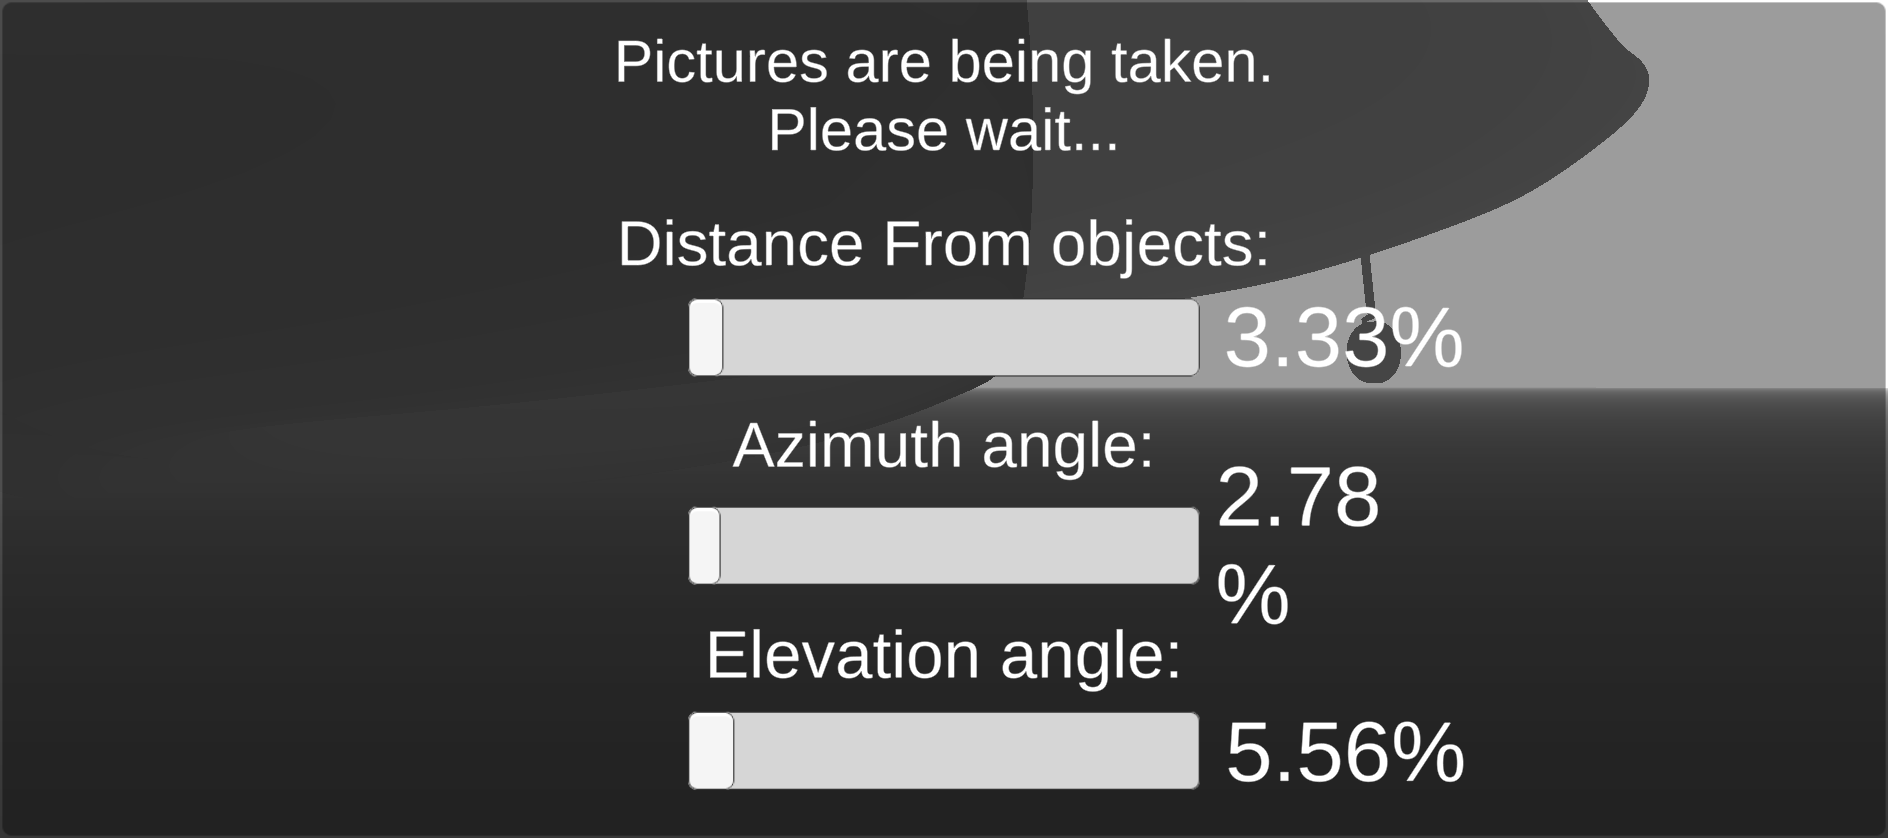 Pictures are being taken.
Please wait...
Distance From objects:
3.33%
Azimuth angle:
2.78
%
Elevation angle:
5.56%